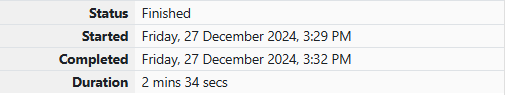 Status Finished
Started Friday, 27 December 2024, 3:29 PM
Completed Friday, 27 December 2024, 3:32 PM
Duration 2 mins 34 secs